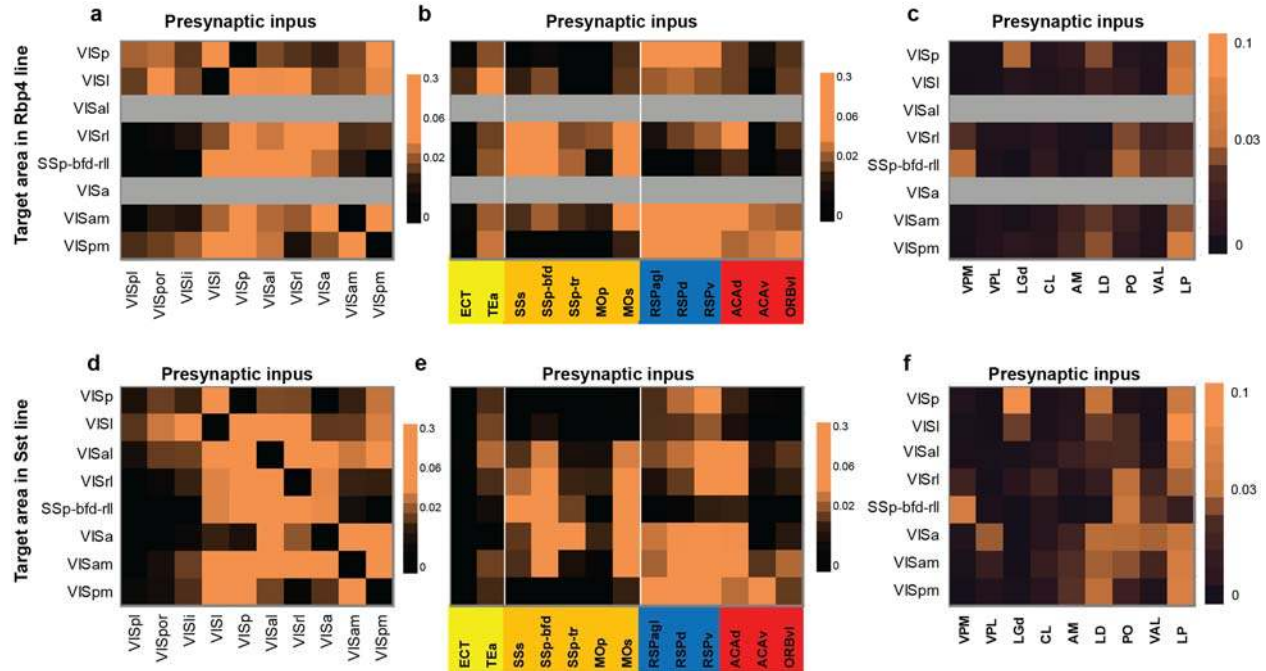 a
Presynaptic inpus
b
Presynaptic inpus
c
Presynaptic inpus
Target area in Rbp4 line
VISp
VISl
VISal
VISrl
SSp-bfd-rll
VISa
VISam
VISpm
0.3
0.06
0.02
0
0.3
0.06
0.02
0
VISp
VISl
VISal
VISrl
SSp-bfd-rll
VISa
VISam
VISpm
0.1
0.03
0
VISpl
VISpor
VISli
VISl
VISp
VISal
VISrl
VISa
VISam
VISpm
ECT
TEa
SSs
SSp-bfd
SSp-tr
MOp
MOs
RSPagl
RSPd
RSPv
ACAd
ACAv
ORBvl
VPM
VPL
LGd
CL
AM
LD
PO
VAL
LP
d
Presynaptic inpus
e
Presynaptic inpus
f
Presynaptic inpus
Target area in Sst line
VISp
VISl
VISal
VISrl
SSp-bfd-rll
VISa
VISam
VISpm
0.3
0.06
0.02
0
0.3
0.06
0.02
0
VISp
VISl
VISal
VISrl
SSp-bfd-rll
VISa
VISam
VISpm
0.1
0.03
0
VISpl
VISpor
VISli
VISl
VISp
VISal
VISrl
VISa
VISam
VISpm
ECT
TEa
SSs
SSp-bfd
SSp-tr
MOp
MOs
RSPagl
RSPd
RSPv
ACAd
ACAv
ORBvl
VPM
VPL
LGd
CL
AM
LD
PO
VAL
LP